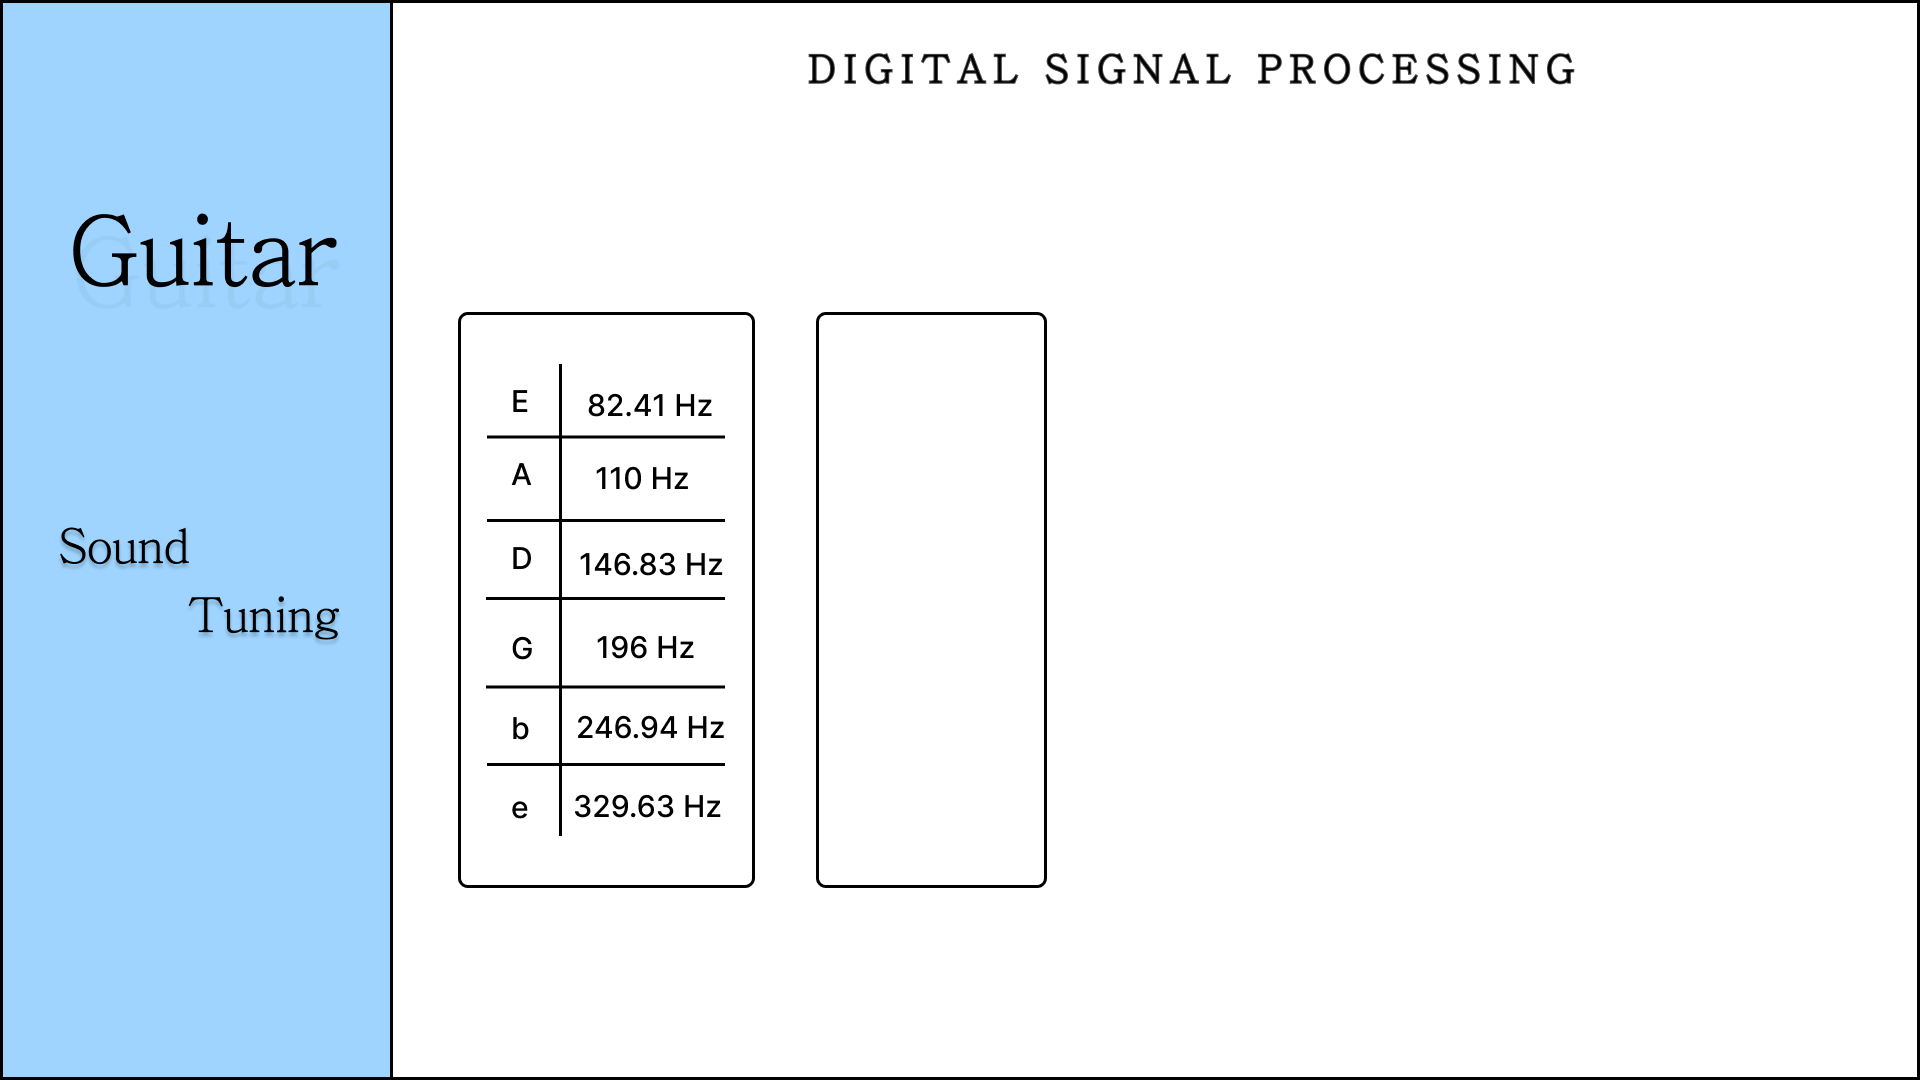 DIGITAL SIGNAL PROCESSING
Guitar
Sound
Tuning
E 82.41 Hz
A 110 Hz
D 146.83 Hz
G 196 Hz
b 246.94 Hz
e 329.63 Hz